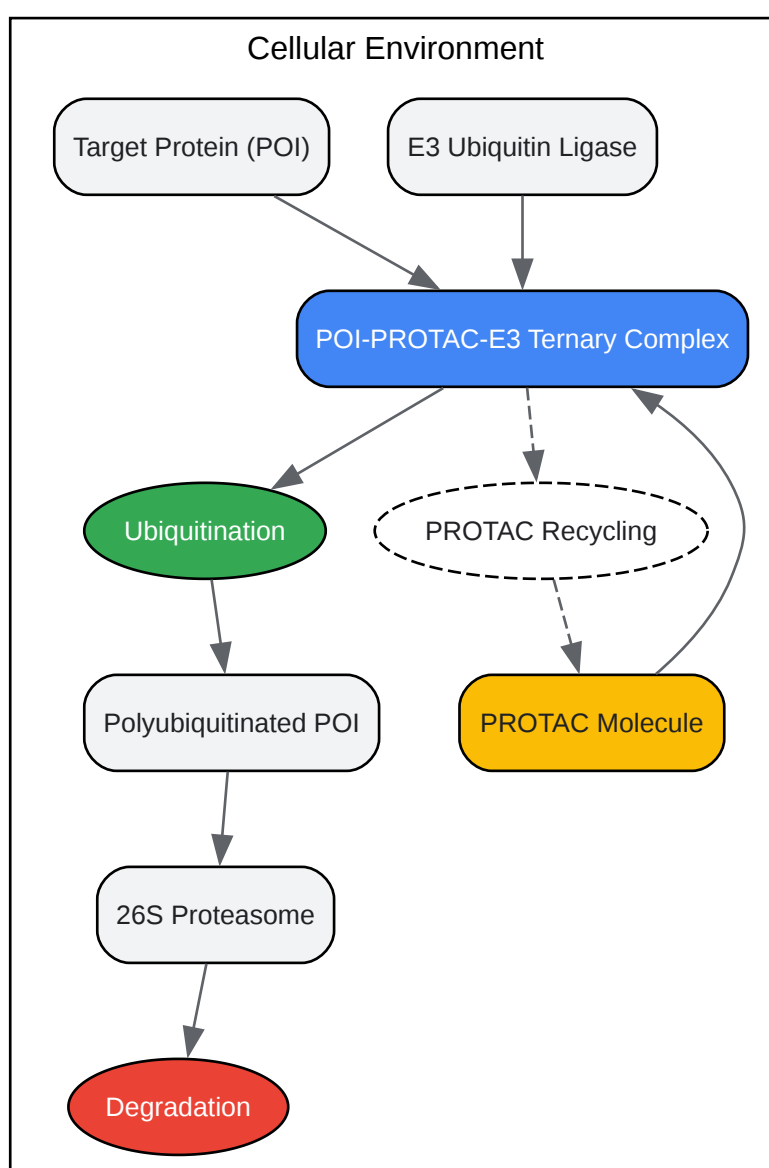 Cellular Environment
Target Protein (POI)
E3 Ubiquitin Ligase
POI-PROTAC-E3 Ternary Complex
Ubiquitination
PROTAC Recycling
Polyubiquitinated POI
PROTAC Molecule
26S Proteasome
Degradation